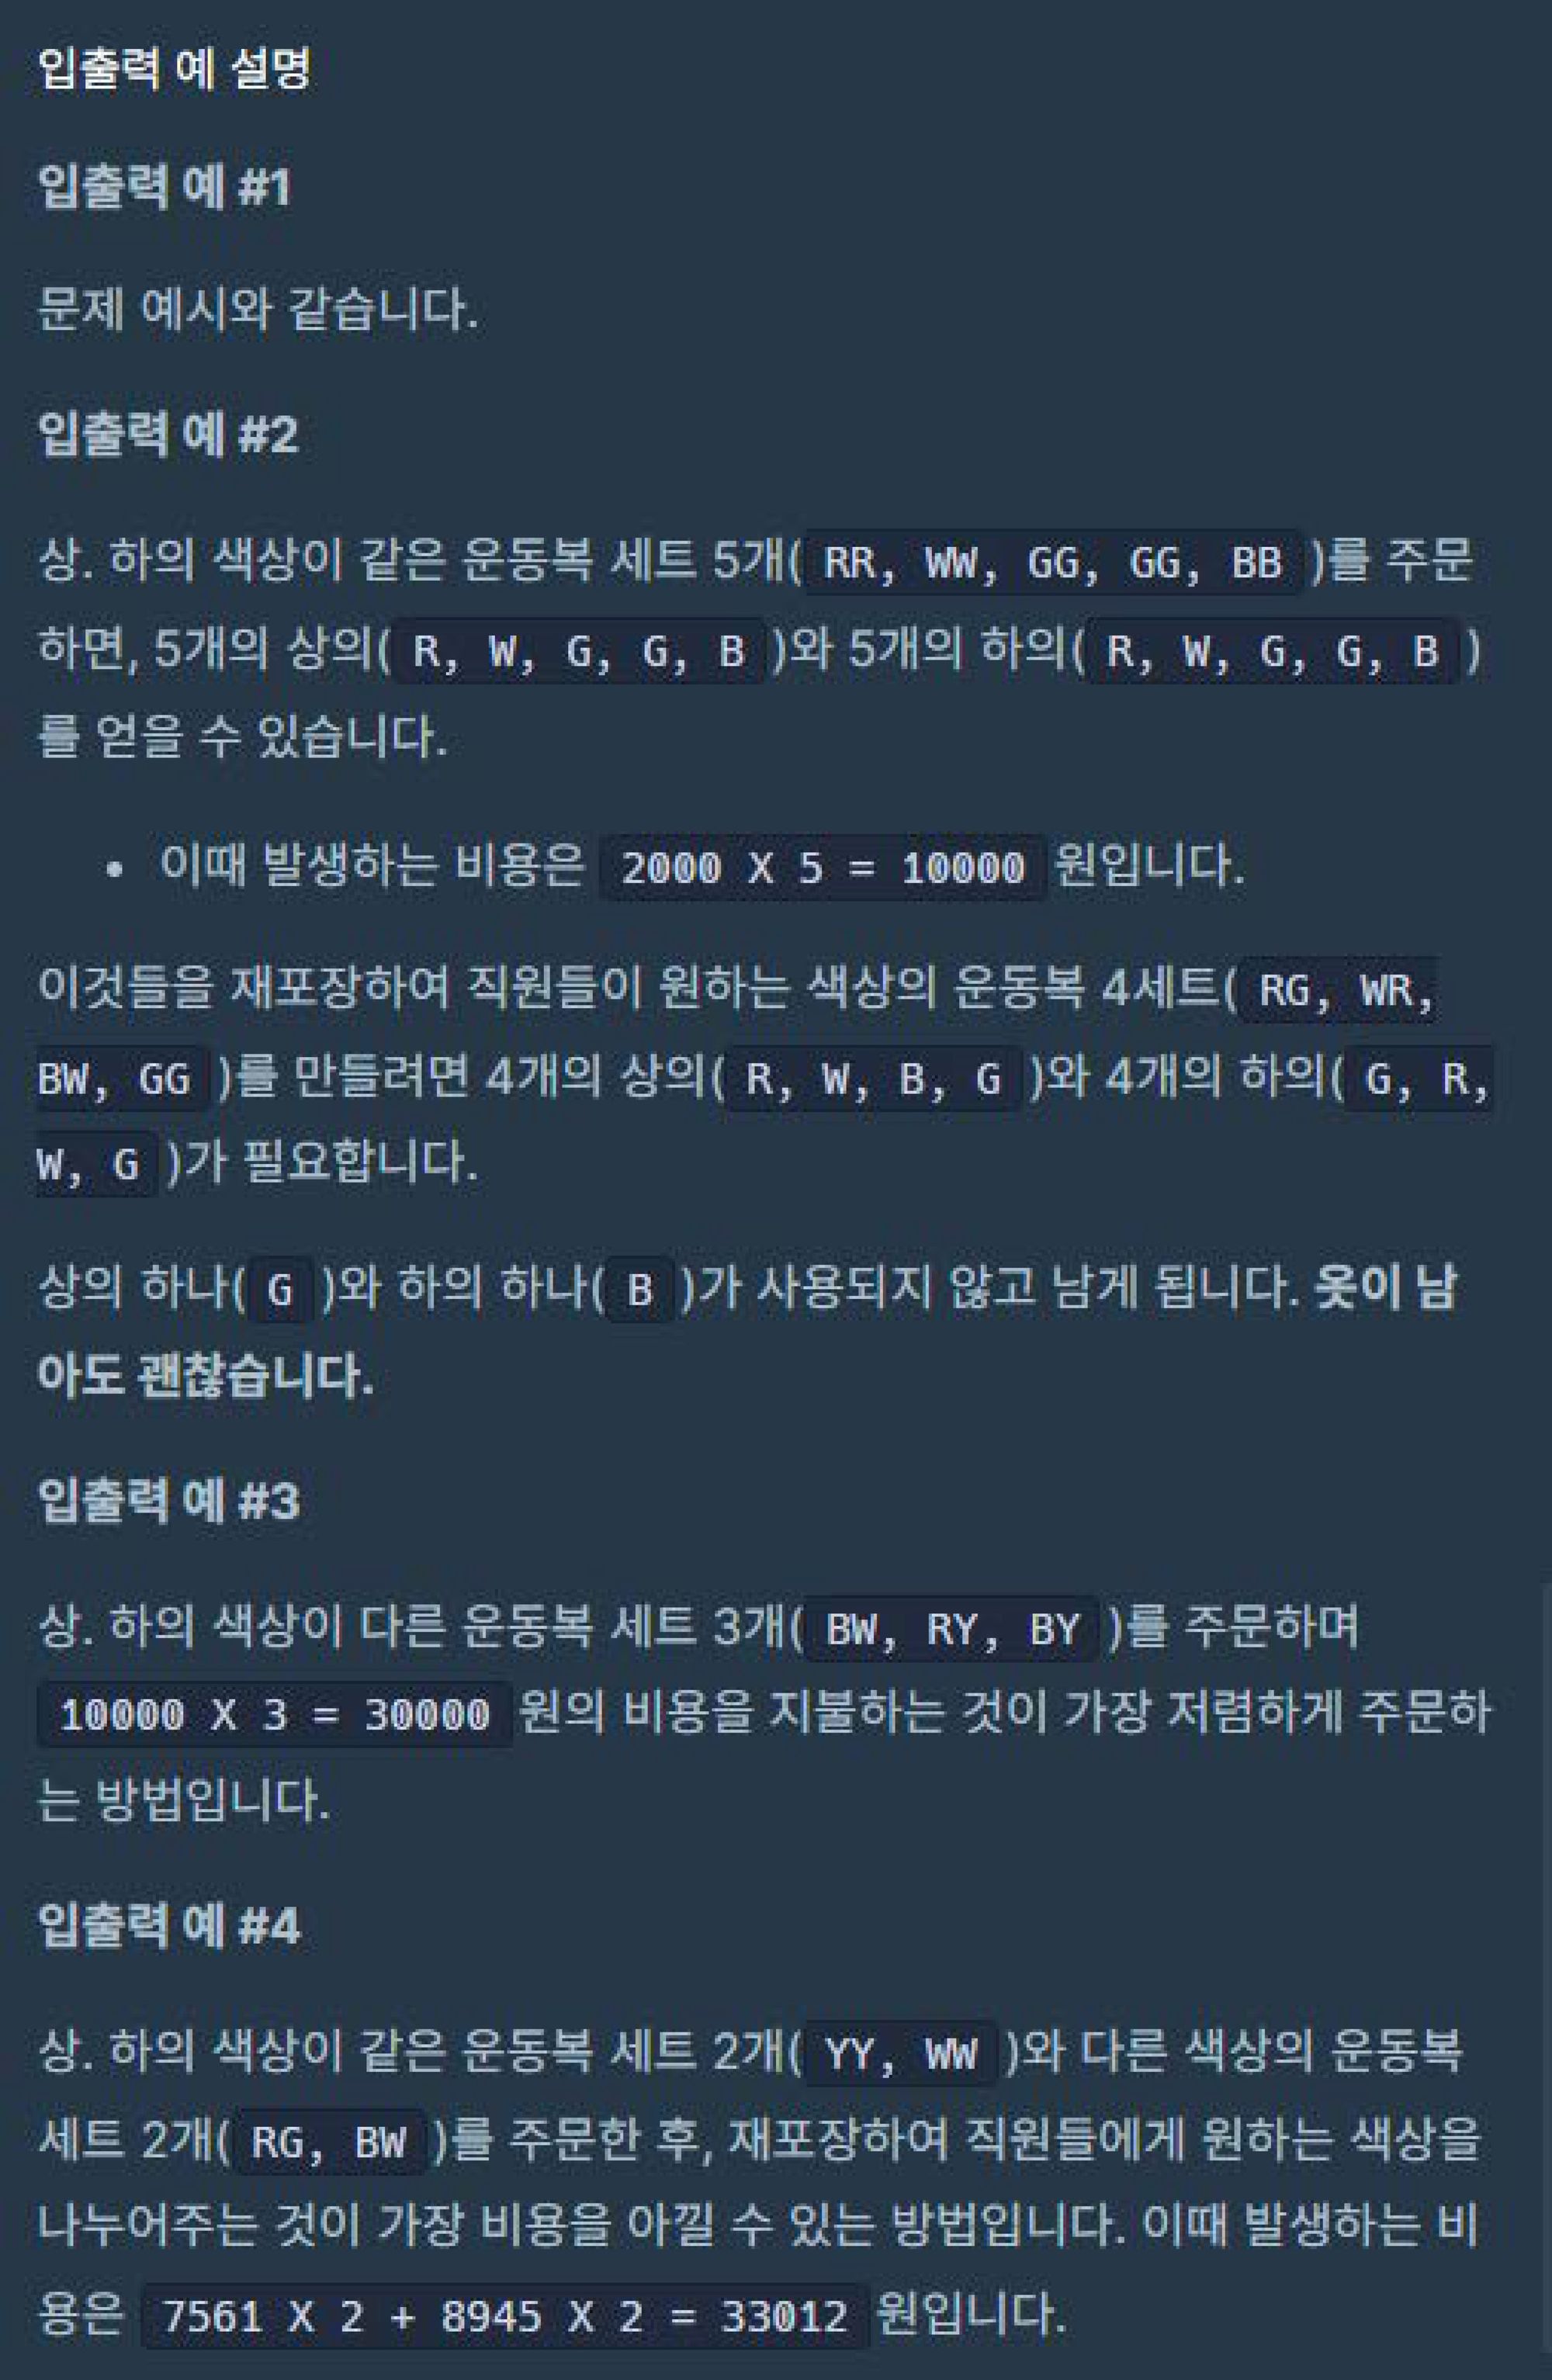 입출력 예 설명
입출력 예 #1
문제 예시와 같습니다.
입출력 예 #2
상. 하의 색상이 같은 운동복 세트 5개( RR, WW, GG, GG, BB )를 주문
하면, 5개의 상의( R, W, G, G, B )와 5개의 하의( R, W, G, G, B )
를 얻을 수 있습니다.
• 이때 발생하는 비용은 2000 X 5 = 10000 원입니다.
이것들을 재포장하여 직원들이 원하는 색상의 운동복 4세트( RG, WR,
BW, GG )를 만들려면 4개의 상의( R, W, B, G )와 4개의 하의( G, R,
W, G )가 필요합니다.
상의 하나( G )와 하의 하나( B )가 사용되지 않고 남게 됩니다. 옷이 남
아도 괜찮습니다.
입출력 예 #3
상. 하의 색상이 다른 운동복 세트 3개( BW, RY, BY )를 주문하며
10000 X 3 = 30000 원의 비용을 지불하는 것이 가장 저렴하게 주문하
는 방법입니다.
입출력 예 #4
상. 하의 색상이 같은 운동복 세트 2개( YY, WW )와 다른 색상의 운동복
세트 2개( RG, BW )를 주문한 후, 재포장하여 직원들에게 원하는 색상을
나누어주는 것이 가장 비용을 아낄 수 있는 방법입니다. 이때 발생하는 비
용은 7561 X 2 + 8945 X 2 = 33012 원입니다.